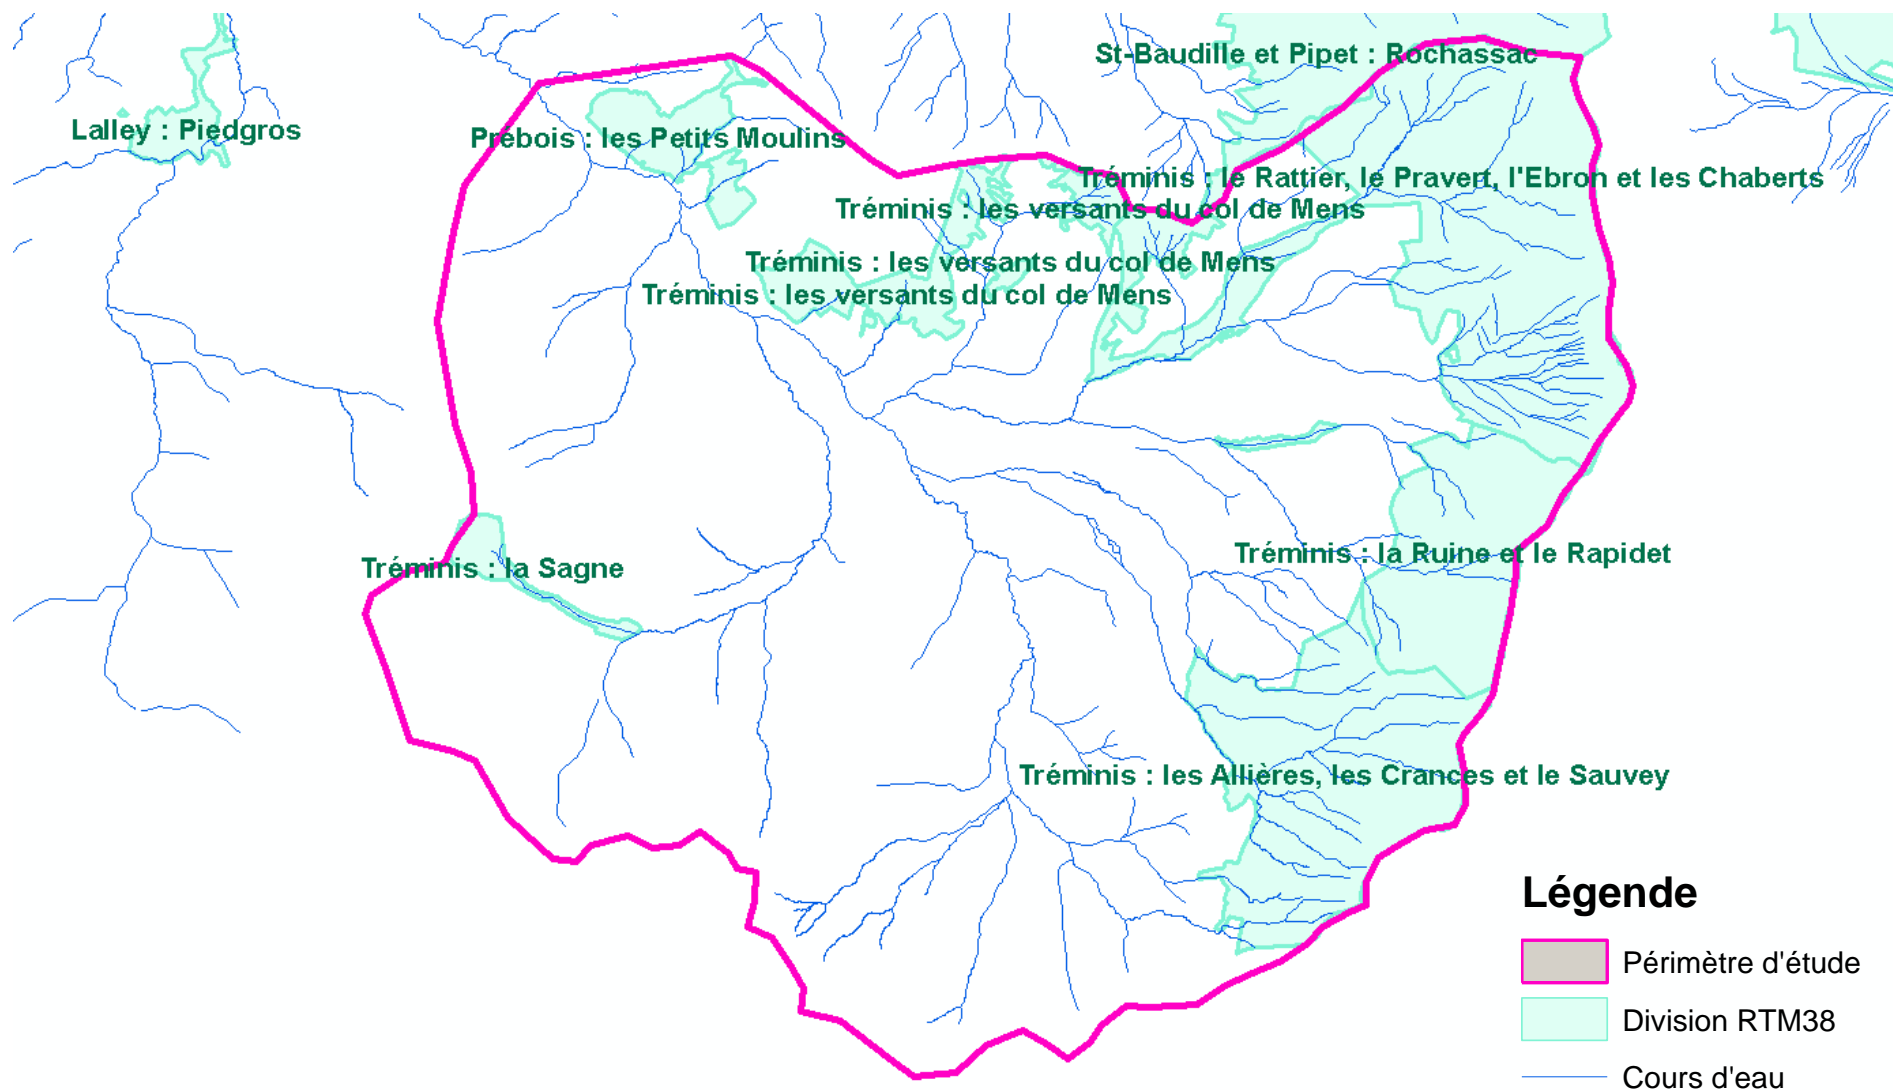 St-Baudille et Pipet : Rochassac
Lalley : Piedgros
Prébois : les Petits Moulins
Tréminis : le Rattier, le Pravert, l'Ebron et les Chaberts
Tréminis : les versants du col de Mens
Tréminis : les versants du col de Mens
Tréminis : les versants du col de Mens
Tréminis : la Ruine et le Rapidet
Tréminis : la Sagne
Tréminis : les Allières, les Crances et le Sauvey
Légende
Périmètre d'étude
Division RTM38
Cours d'eau